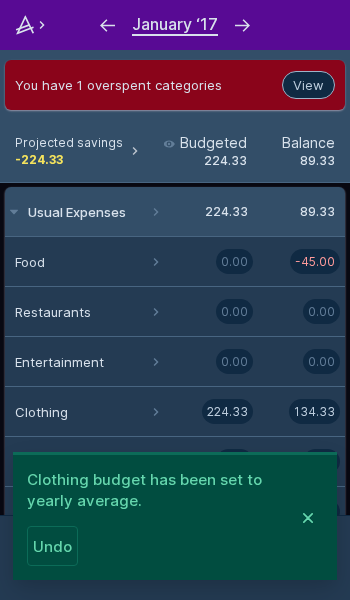 January ‘17
You have 1 overspent categories
View
Projected savings
-224.33
Budgeted
224.33
Balance
89.33
Usual Expenses 224.33 89.33
Food 0.00 -45.00
Restaurants 0.00 0.00
Entertainment 0.00 0.00
Clothing 224.33 134.33
Clothing budget has been set to
yearly average.
Undo